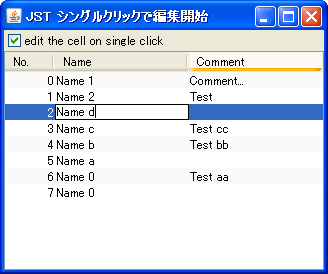 JST シングルクリックで編集開始
edit the cell on single click
No. Name Comment
0 Name 1 Comment...
1 Name 2 Test
2 Name d
3 Name c Test cc
4 Name b Test bb
5 Name a
6 Name 0 Test aa
7 Name 0